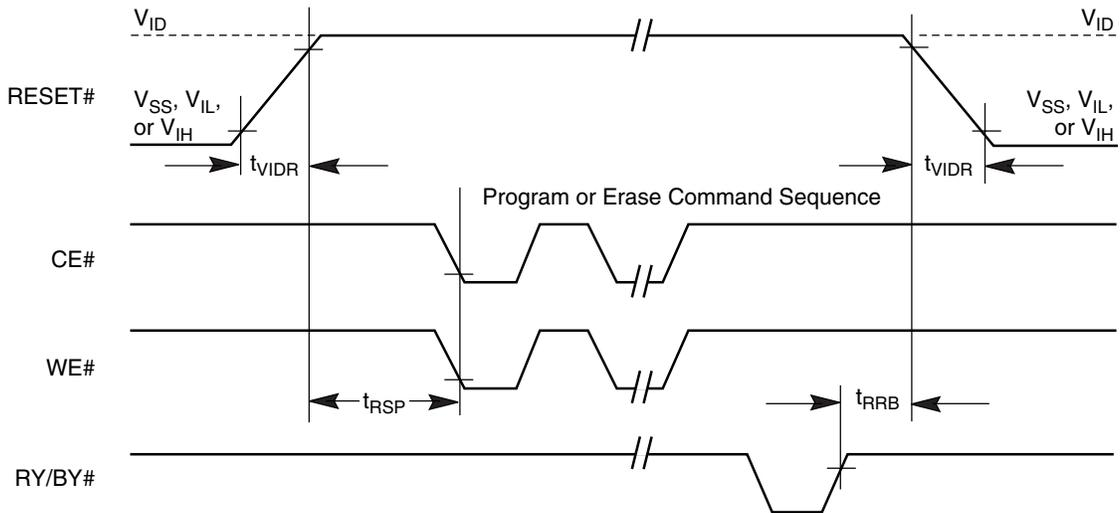 VID
VID
RESET#
VSS, VIL,
or VIH
VSS, VIL,
or VIH
tVIDR
tVIDR
Program or Erase Command Sequence
CE#
WE#
tRSP
tRRB
RY/BY#